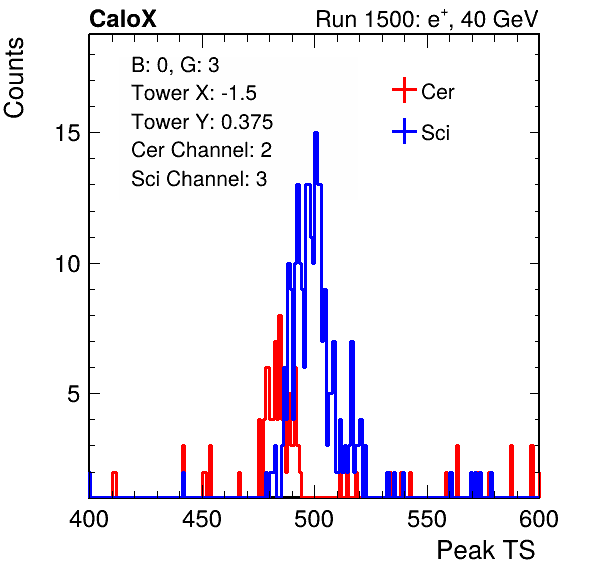 CaloX Run 1500: e⁺, 40 GeV
Counts
B: 0, G: 3
Tower X: -1.5
Tower Y: 0.375
Cer Channel: 2
Sci Channel: 3
Cer
Sci
15
10
5
400 450 500 550 600
Peak TS